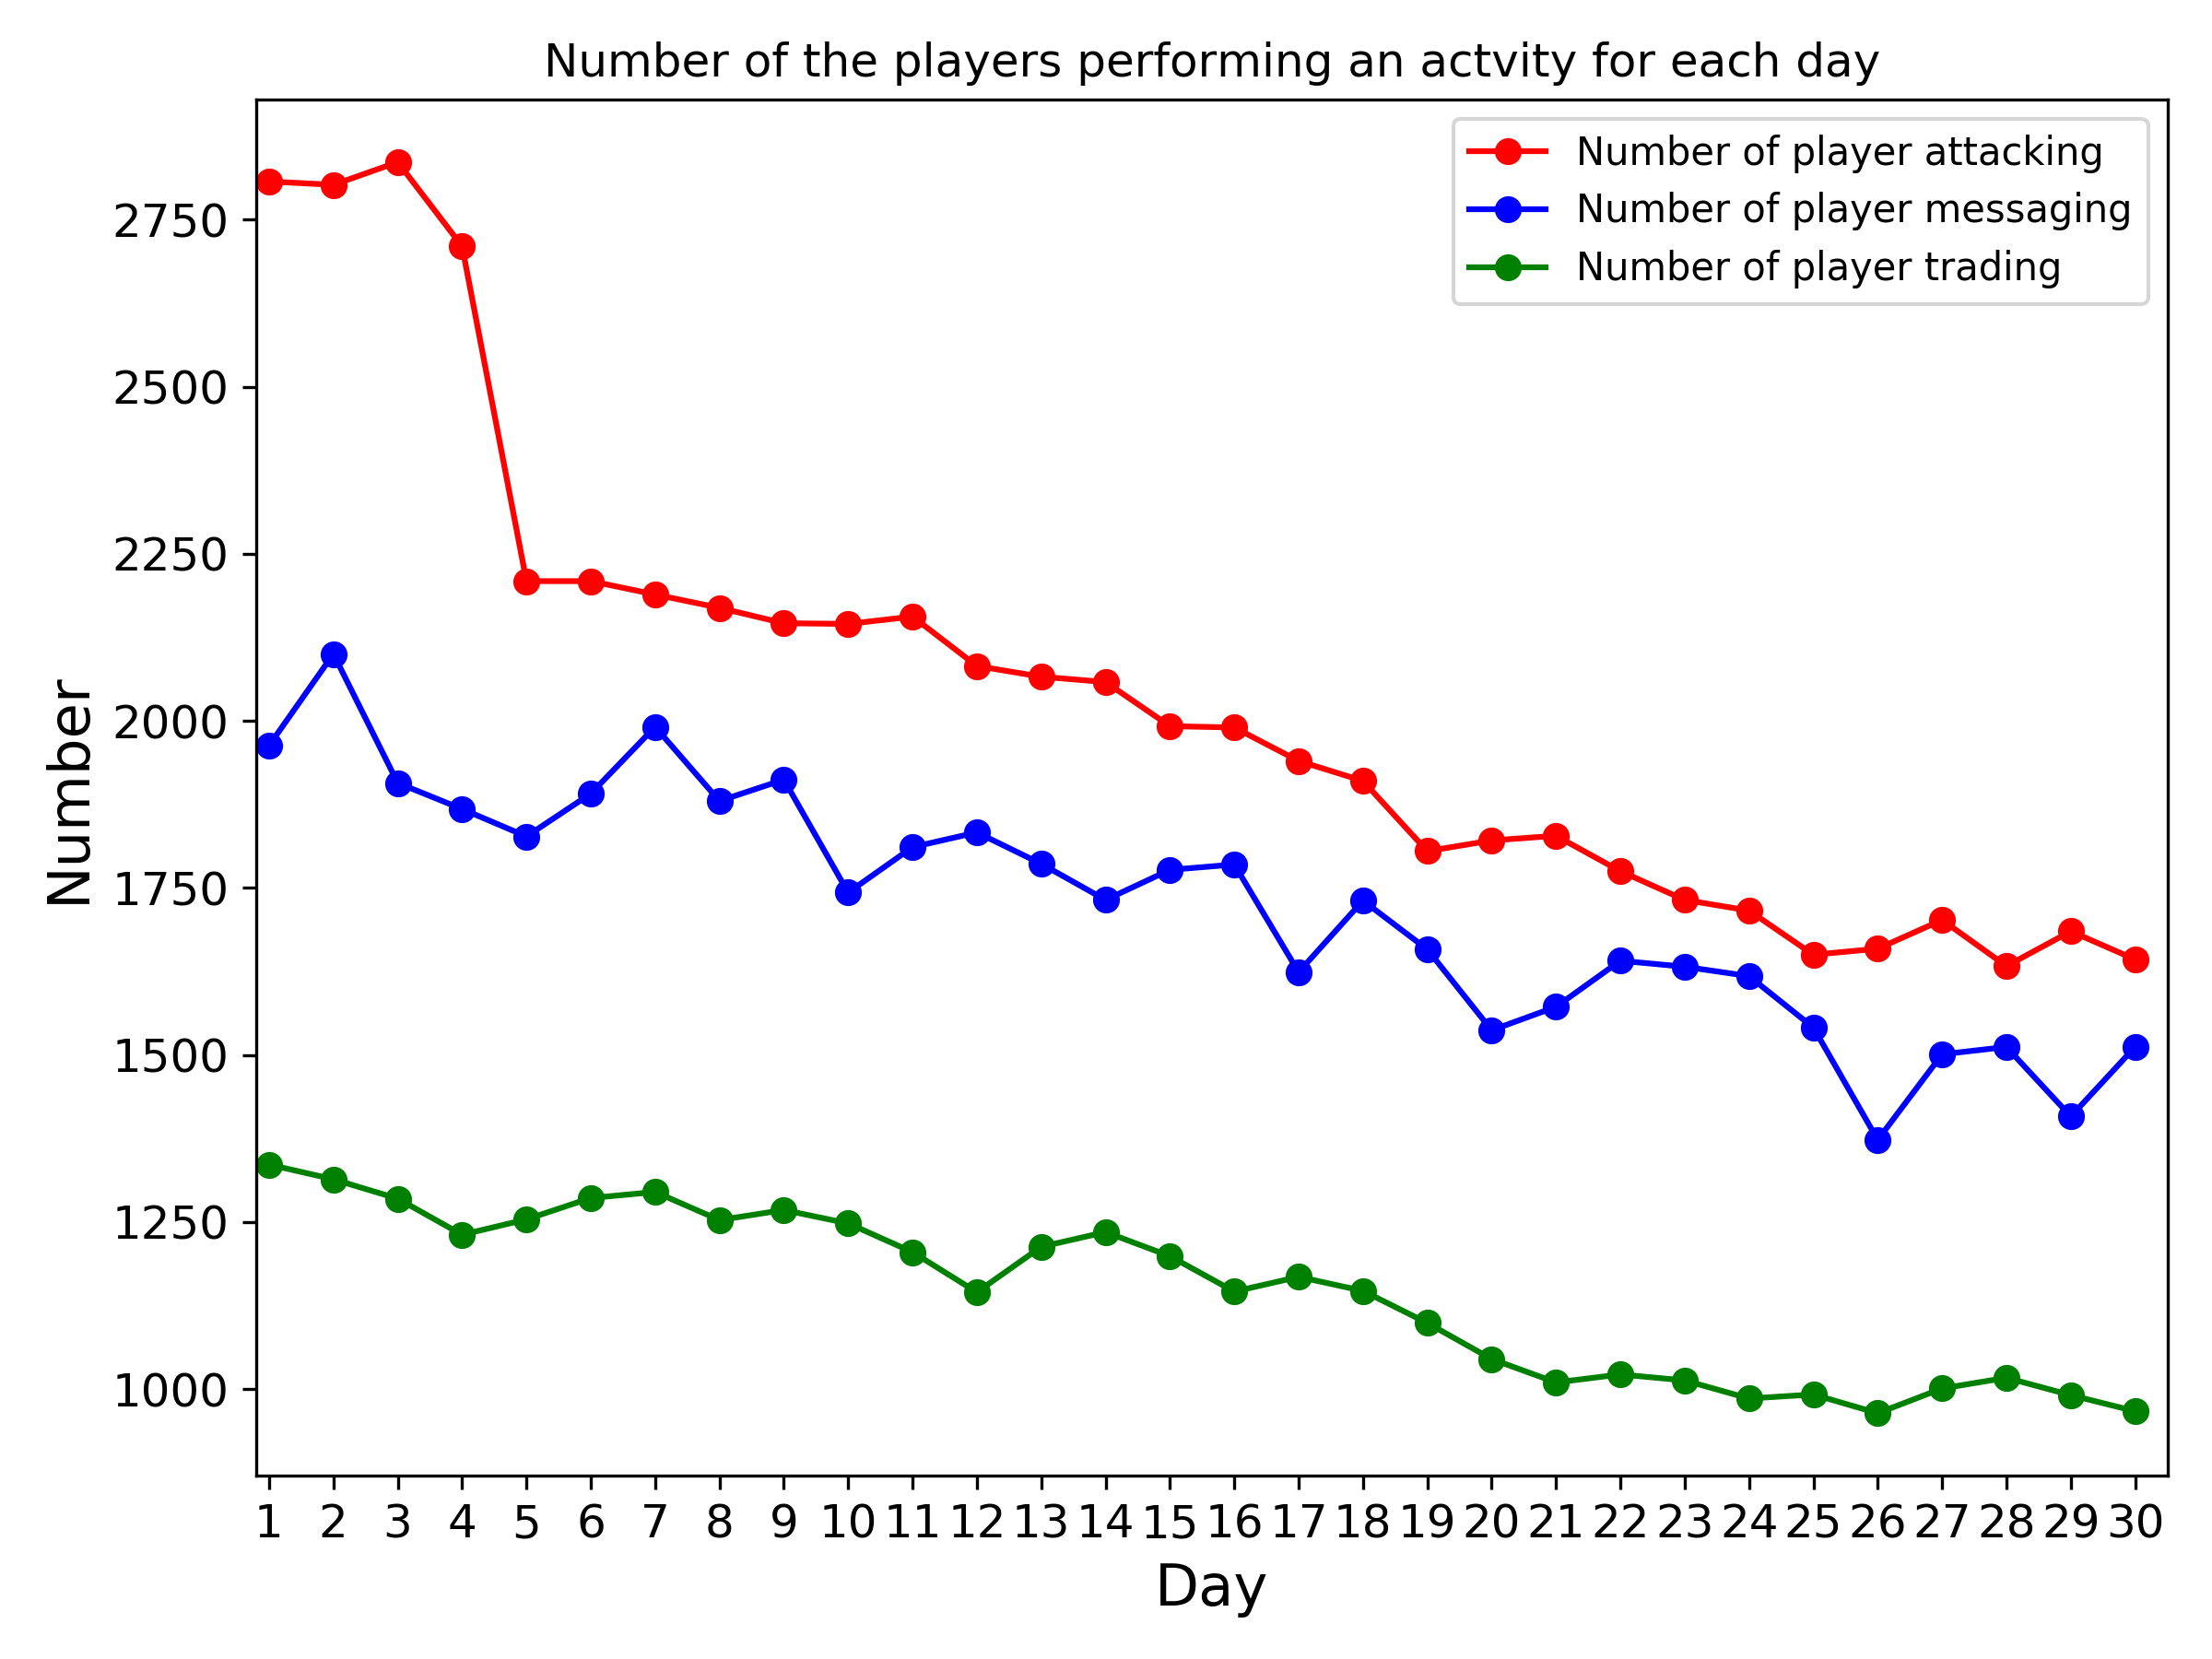 Number of the players performing an actvity for each day
Number of player attacking
Number of player messaging
Number of player trading
Number
2750
2500
2250
2000
1750
1500
1250
1000
1 2 3 4 5 6 7 8 9 10 11 12 13 14 15 16 17 18 19 20 21 22 23 24 25 26 27 28 29 30
Day